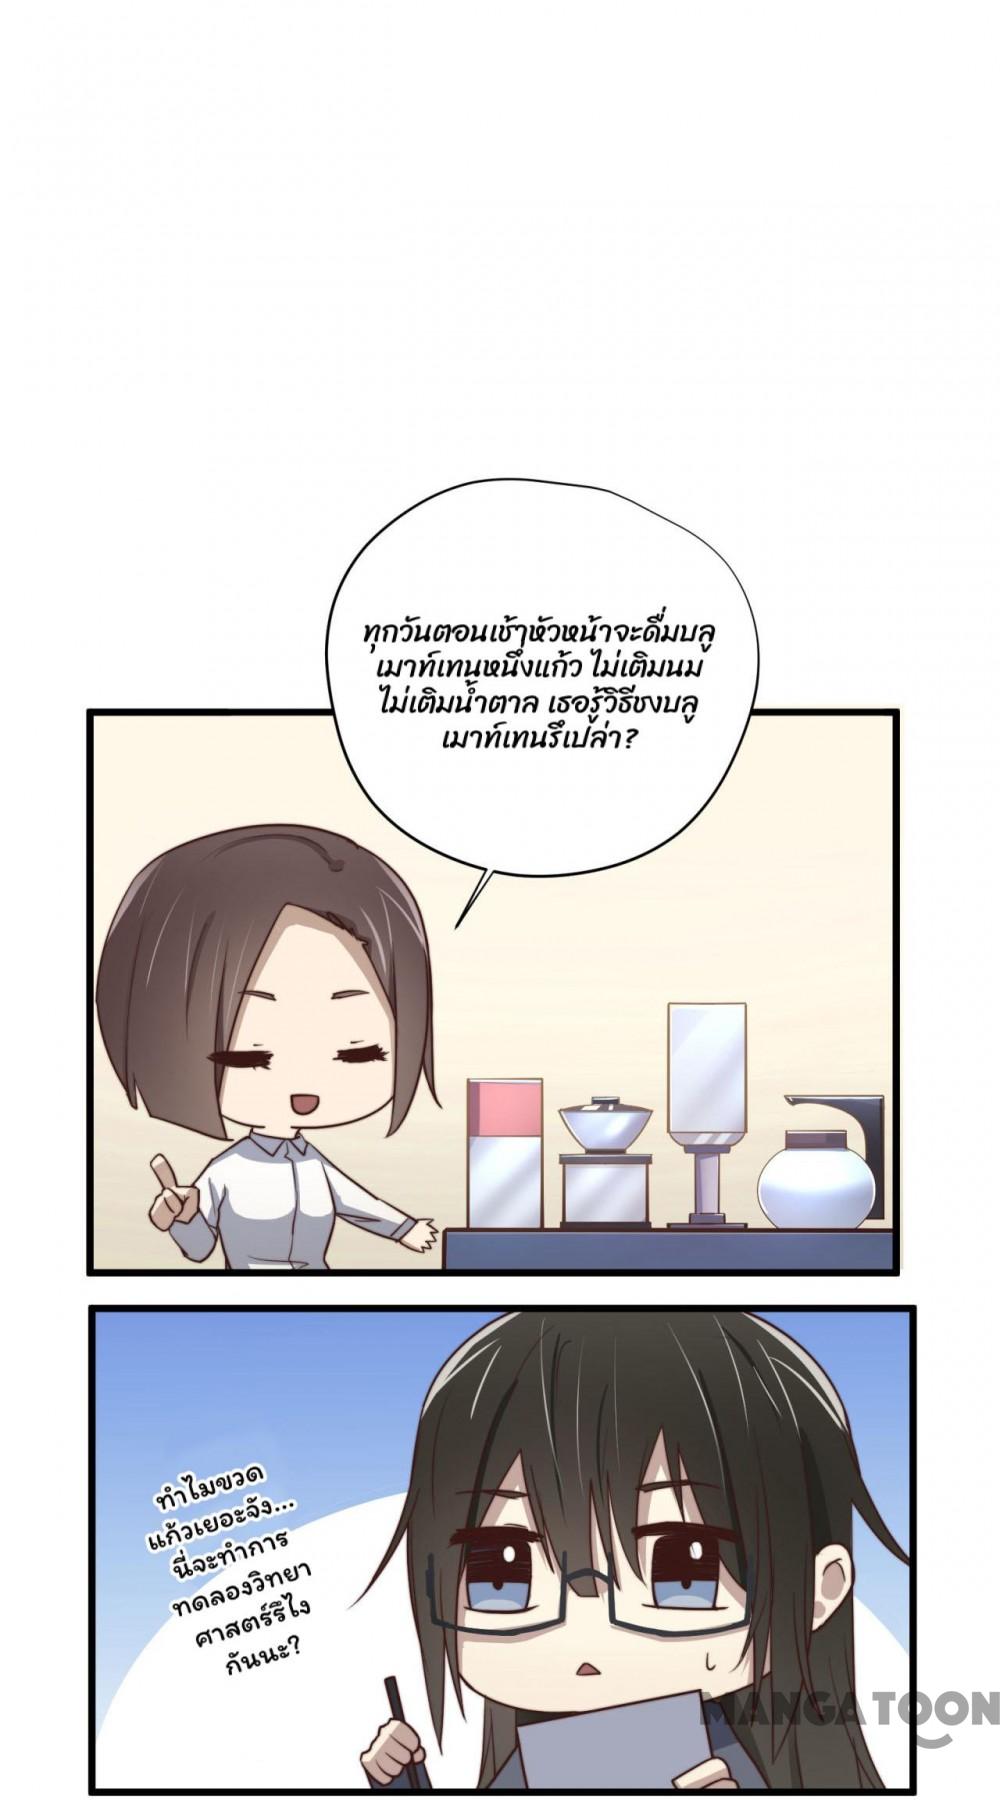 ทุกวันตอนเช้าหัวหน้าจะดื่มบลู
เมาท์เทนหนึ่งแก้ว ไม่เติมนม
ไม่เติมน้ำตาล เธอรู้วิธีชงบลู
เมาท์เทนรึเปล่า?
ทำไมขวด
แก้วเยอะจัง...
นี่จะทำการ
ทดลองวิทยา
ศาสตร์รึไง
กันนะ?
MANGATOON